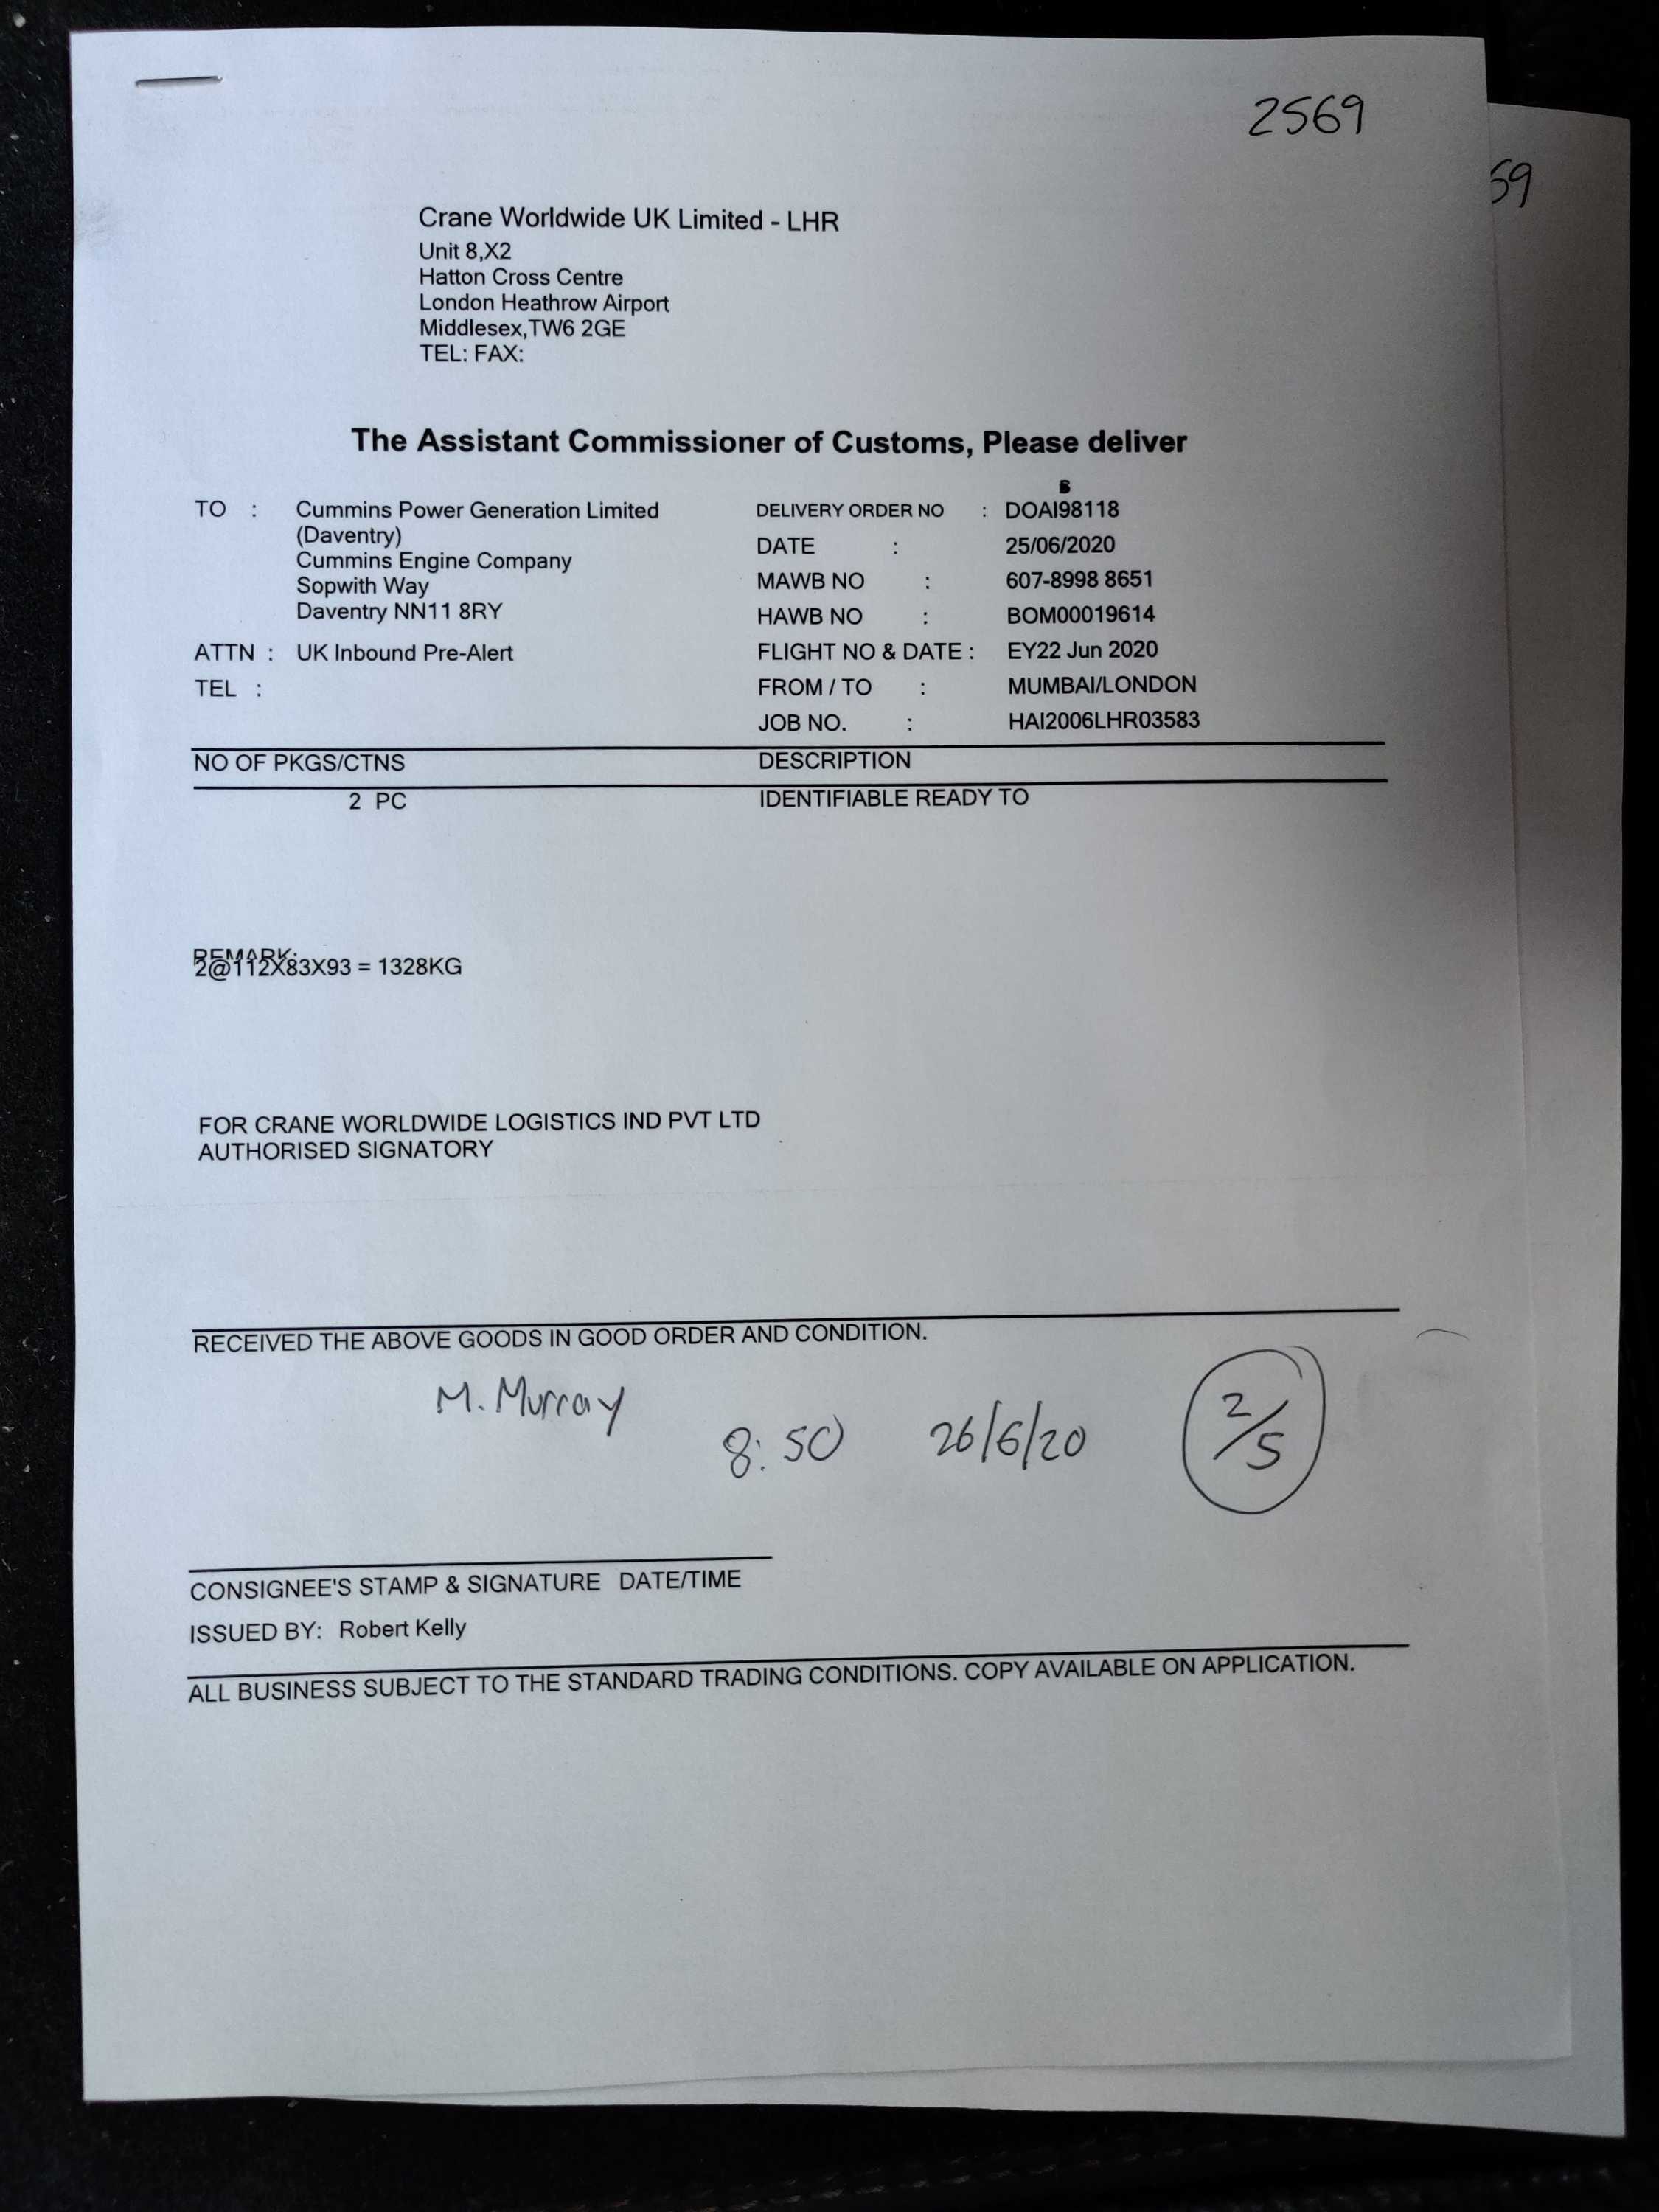 2569
59
Crane Worldwide UK Limited - LHR
Unit 8,X2
Hatton Cross Centre
London Heathrow Airport
Middlesex,TW6 2GE
TEL: FAX:
The Assistant Commissioner of Customs, Please deliver
TO : Cummins Power Generation Limited
(Daventry)
Cummins Engine Company
Sopwith Way
Daventry NN11 8RY
ATTN : UK Inbound Pre-Alert
TEL :
DELIVERY ORDER NO : DOAI98118
DATE : 25/06/2020
MAWB NO : 607-8998 8651
HAWB NO : BOM00019614
FLIGHT NO & DATE : EY22 Jun 2020
FROM / TO : MUMBAI/LONDON
JOB NO. : HAI2006LHR03583
NO OF PKGS/CTNS DESCRIPTION
2 PC IDENTIFIABLE READY TO
REMARK:
2@112X83X93 = 1328KG
FOR CRANE WORLDWIDE LOGISTICS IND PVT LTD
AUTHORISED SIGNATORY
RECEIVED THE ABOVE GOODS IN GOOD ORDER AND CONDITION.
M. Murray 8:50 26/6/20 2/5
CONSIGNEE'S STAMP & SIGNATURE DATE/TIME
ISSUED BY: Robert Kelly
ALL BUSINESS SUBJECT TO THE STANDARD TRADING CONDITIONS. COPY AVAILABLE ON APPLICATION.